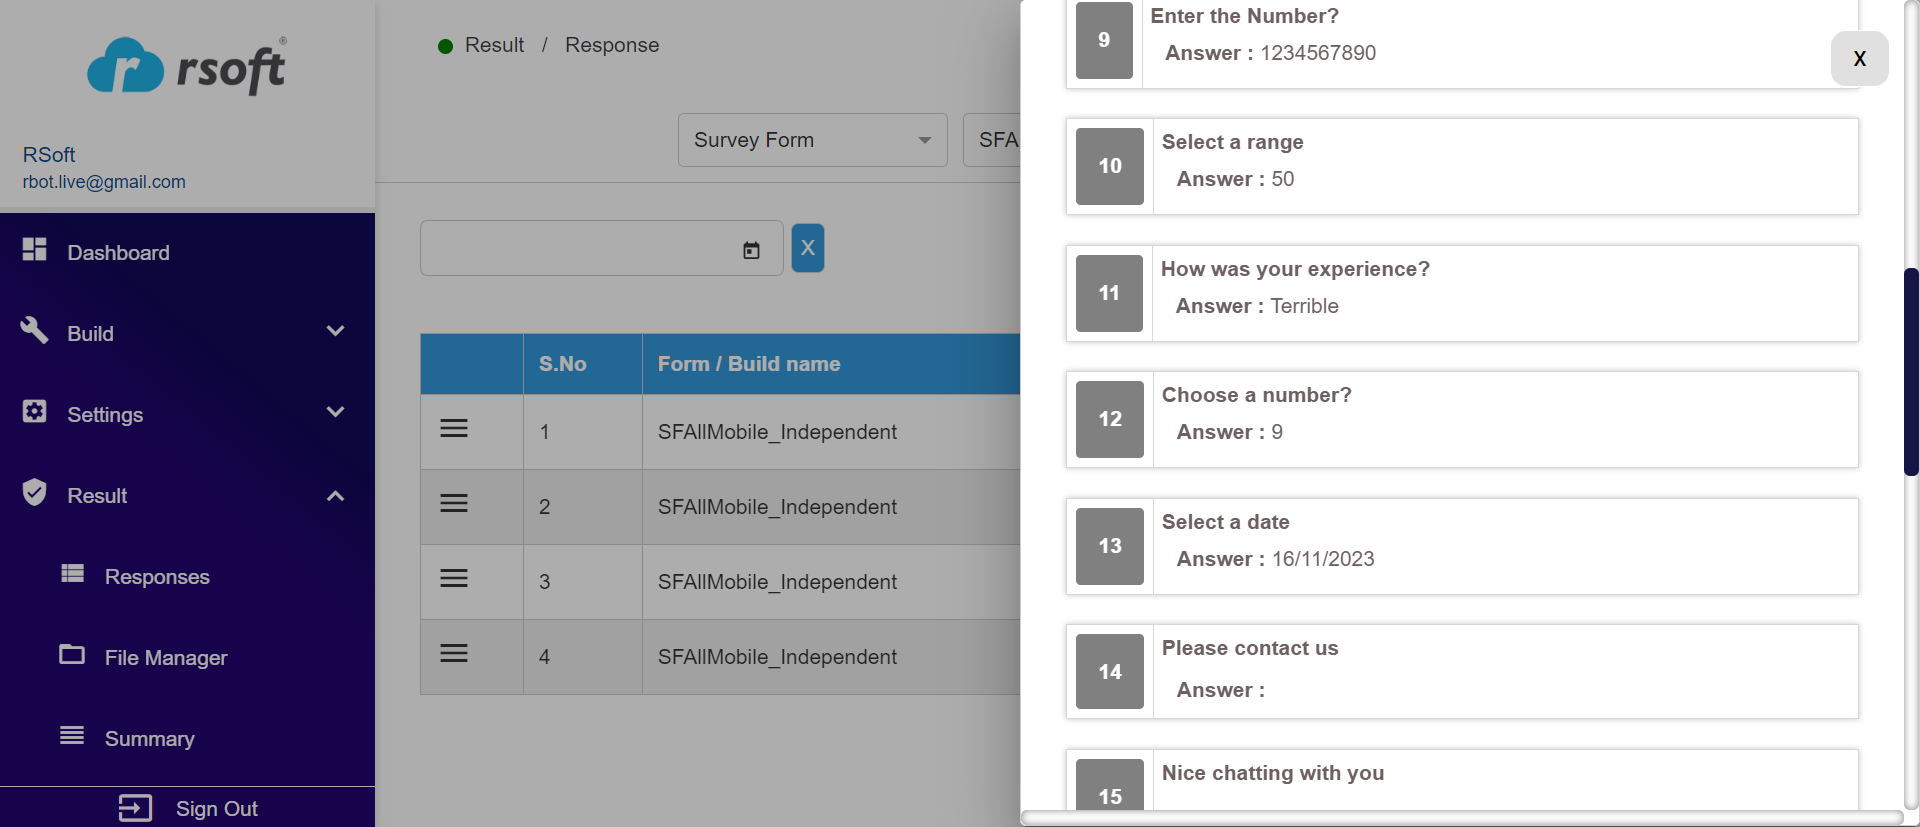 rsoft®
RSoft
rbot.live@gmail.com
Dashboard
Build
Settings
Result
Responses
File Manager
Summary
Sign Out
Result / Response
Survey Form
SFA
X
S.No Form / Build name
1 SFAllMobile_Independent
2 SFAllMobile_Independent
3 SFAllMobile_Independent
4 SFAllMobile_Independent
X
9 Enter the Number?
Answer : 1234567890
10 Select a range
Answer : 50
11 How was your experience?
Answer : Terrible
12 Choose a number?
Answer : 9
13 Select a date
Answer : 16/11/2023
14 Please contact us
Answer :
15 Nice chatting with you